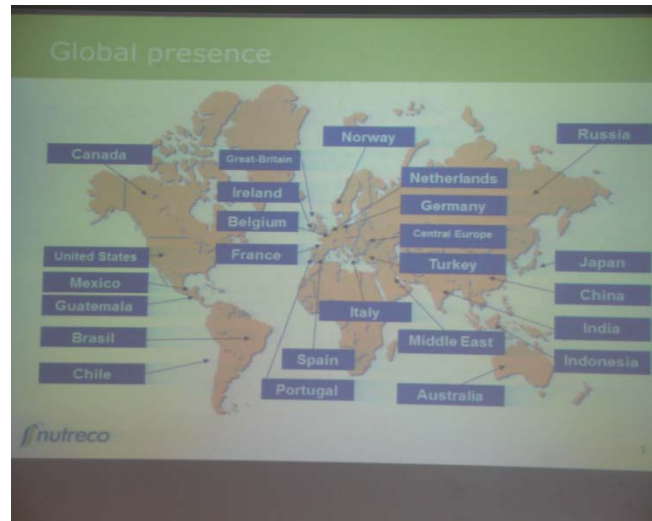 Global presence
Norway
Russia
Canada
Great-Britain
Netherlands
Ireland
Germany
Belgium
Central Europe
United States
France
Turkey
Japan
Mexico
China
Guatemala
Italy
India
Brasil
Middle East
Spain
Indonesia
Chile
Portugal
Australia
nutreco